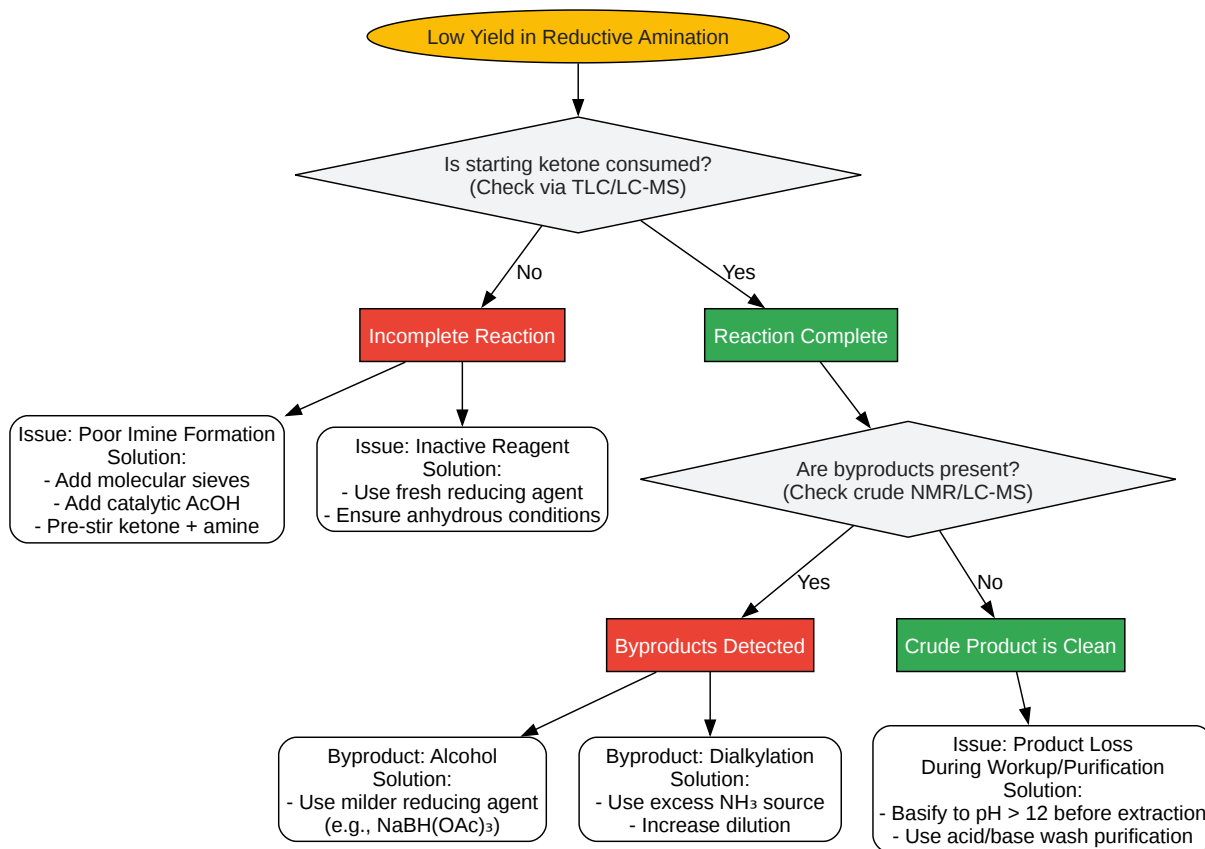 Low Yield in Reductive Amination
Is starting ketone consumed?
(Check via TLC/LC-MS)
No
Yes
Incomplete Reaction
Reaction Complete
Issue: Poor Imine Formation
Solution:
- Add molecular sieves
- Add catalytic AcOH
- Pre-stir ketone + amine
Issue: Inactive Reagent
Solution:
- Use fresh reducing agent
- Ensure anhydrous conditions
Are byproducts present?
(Check crude NMR/LC-MS)
Yes
No
Byproducts Detected
Crude Product is Clean
Byproduct: Alcohol
Solution:
- Use milder reducing agent
(e.g., NaBH(OAc)₃)
Byproduct: Dialkylation
Solution:
- Use excess NH₃ source
- Increase dilution
Issue: Product Loss
During Workup/Purification
Solution:
- Basify to pH > 12 before extraction
- Use acid/base wash purification